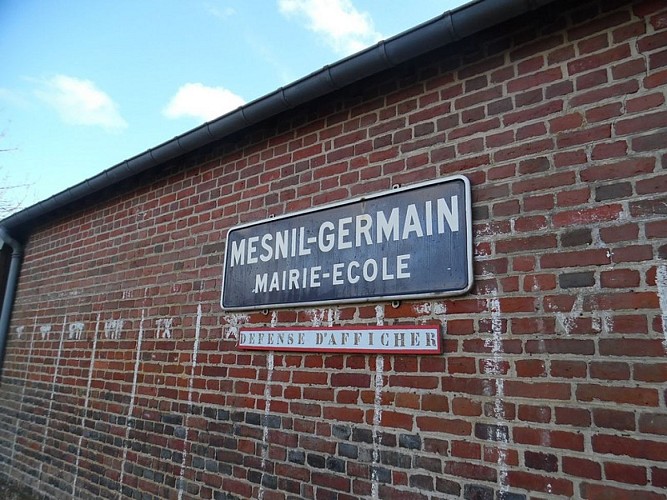 MESNIL-GERMAIN
MAIRIE-ECOLE
DEFENSE D'AFFICHER